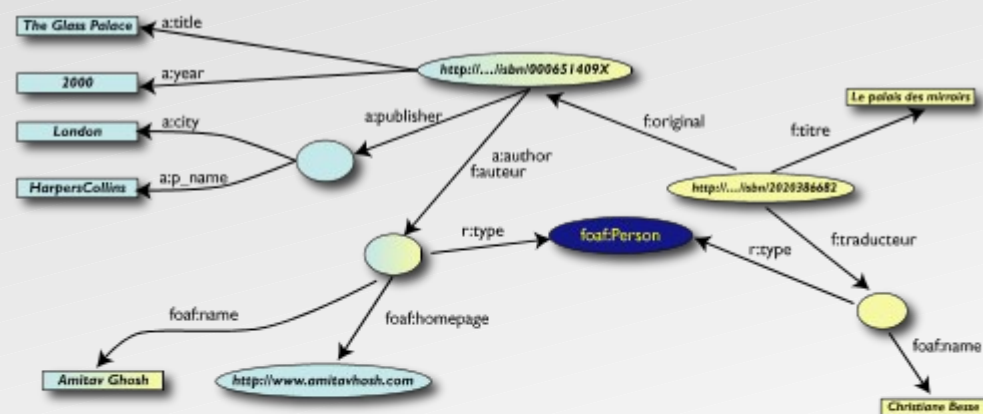 The Glass Palace
a:title
http://...isbn/000651409X
2000
a:year
Le palais des mirroirs
London
a:city
a:publisher
f:original
f:titre
HarpersCollins
a:p_name
a:author
f:auteur
http://...isbn/2020386682
r:type
foaf:Person
r:type
f:traducteur
foaf:name
foaf:homepage
foaf:name
Amitav Ghosh
http://www.amitavhosh.com
Christiane Besse